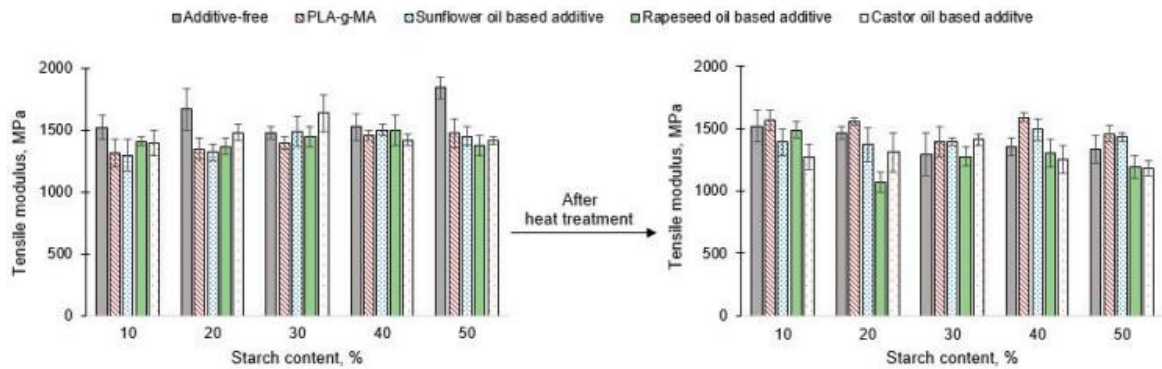 Additive-free PLA-g-MA Sunflower oil based additive Rapeseed oil based additive Castor oil based additve
Tensile modulus, MPa
2000
1500
1000
500
0
10 20 30 40 50
Starch content, %
After
heat treatment
Tensile modulus, MPa
2000
1500
1000
500
0
10 20 30 40 50
Starch content, %